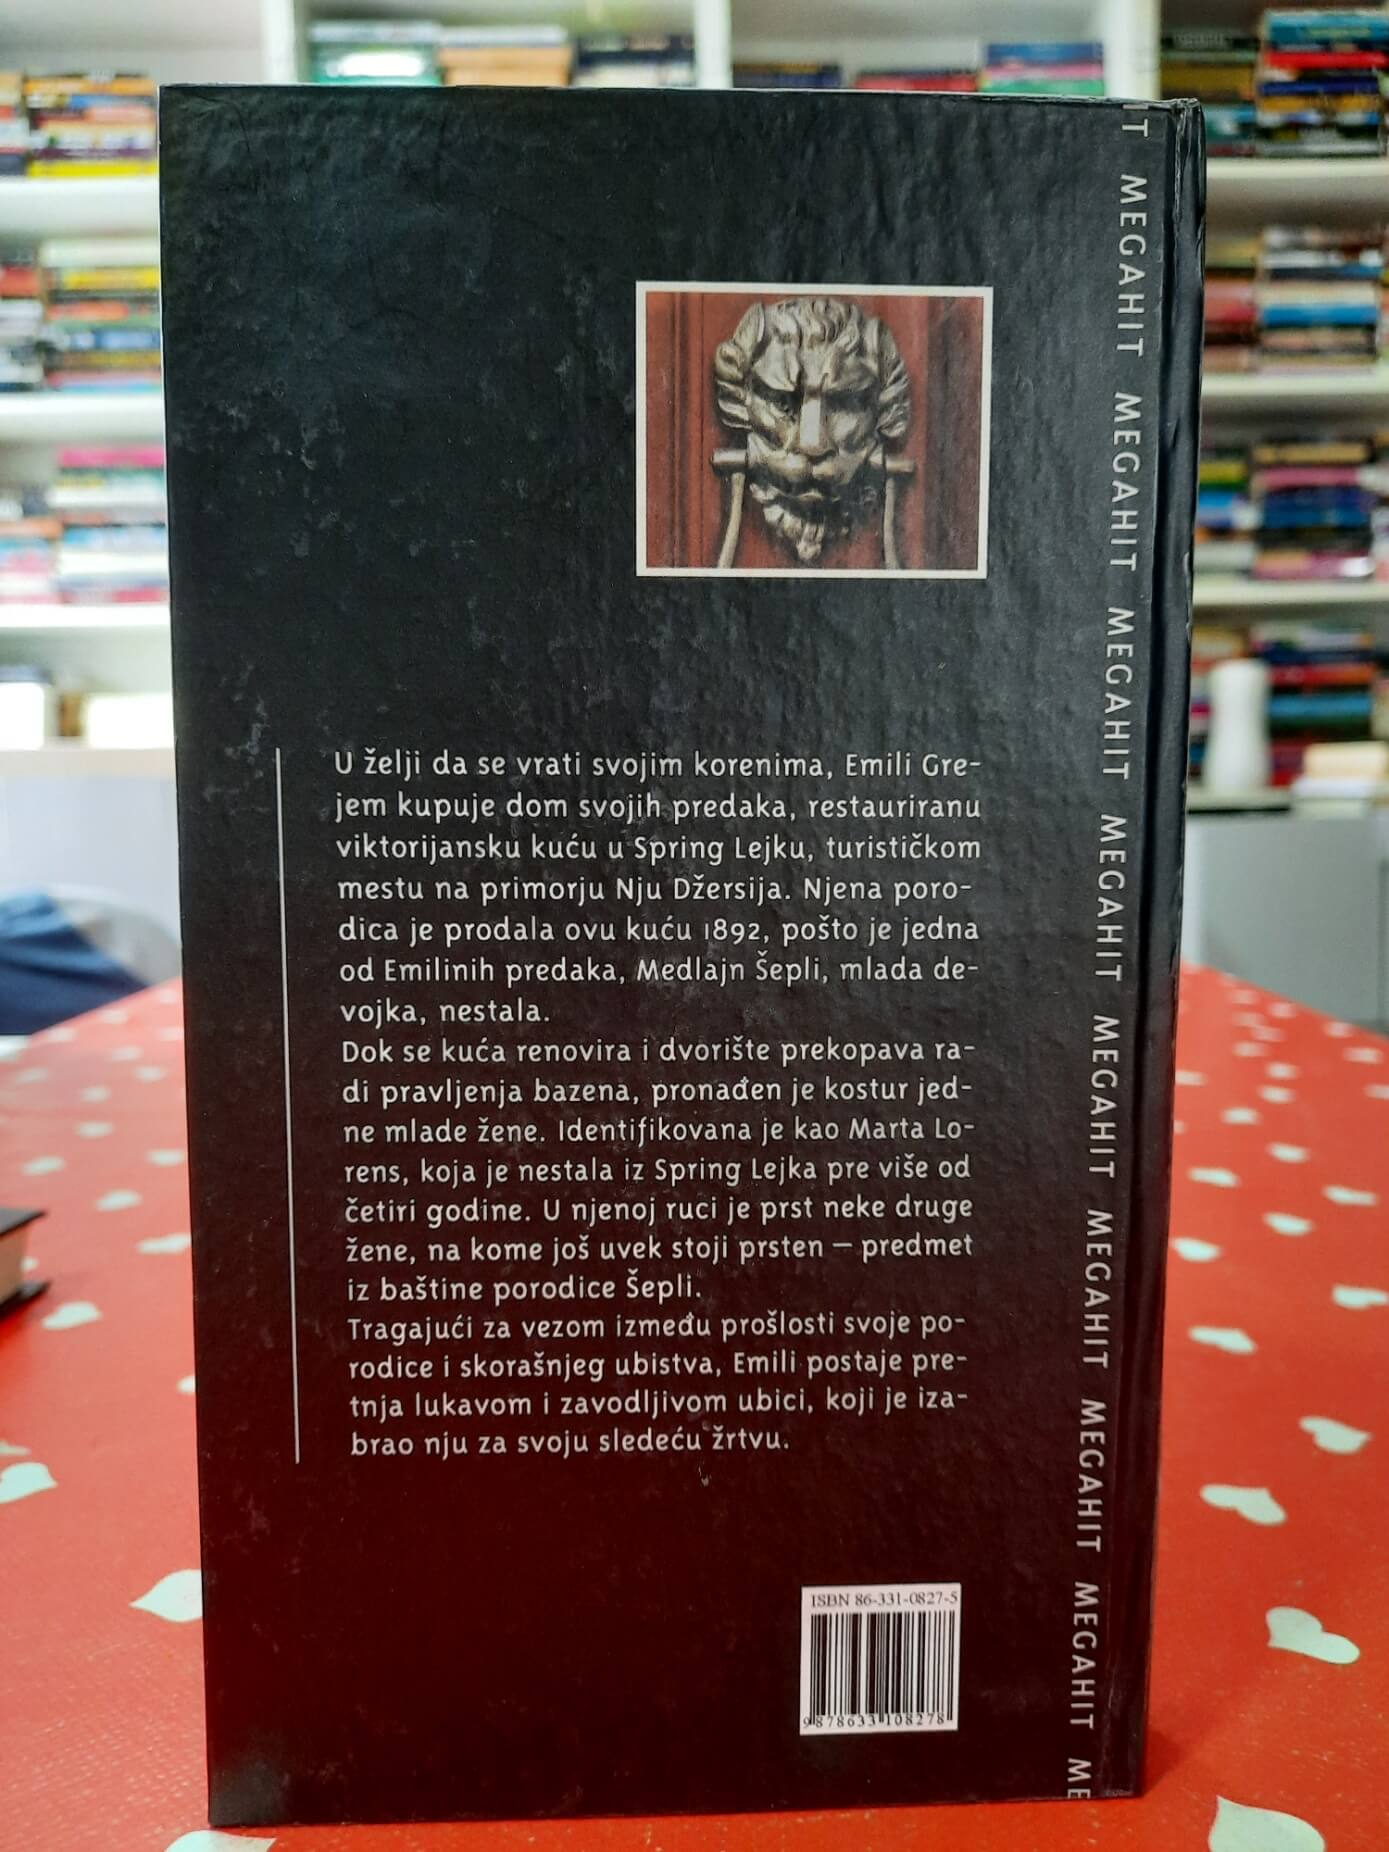 U želji da se vrati svojim korenima, Emili Gre-
jem kupuje dom svojih predaka, restauriranu
viktorijansku kuću u Spring Lejku, turističkom
mestu na primorju Nju Džersija. Njena poro-
dica je prodala ovu kuću 1892, pošto je jedna
od Emilinih predaka, Medlajn Šepli, mlada de-
vojka, nestala.
Dok se kuća renovira i dvorište prekopava ra-
di pravljenja bazena, pronađen je kostur jed-
ne mlade žene. Identifikovana je kao Marta Lo-
rens, koja je nestala iz Spring Lejka pre više od
četiri godine. U njenoj ruci je prst neke druge
žene, na kome još uvek stoji prsten – predmet
iz baštine porodice Šepli.
Tragajući za vezom između prošlosti svoje po-
rodice i skorašnjeg ubistva, Emili postaje pre-
tnja lukavom i zavodljivom ubici, koji je iza-
brao nju za svoju sledeću žrtvu.
ISBN 86-331-0827-5
9878633108278
IT MEGAHIT MEGAHIT MEGAHIT MEGAHIT MEGAHIT MEGAHIT MEGAHIT MEGAHIT ME